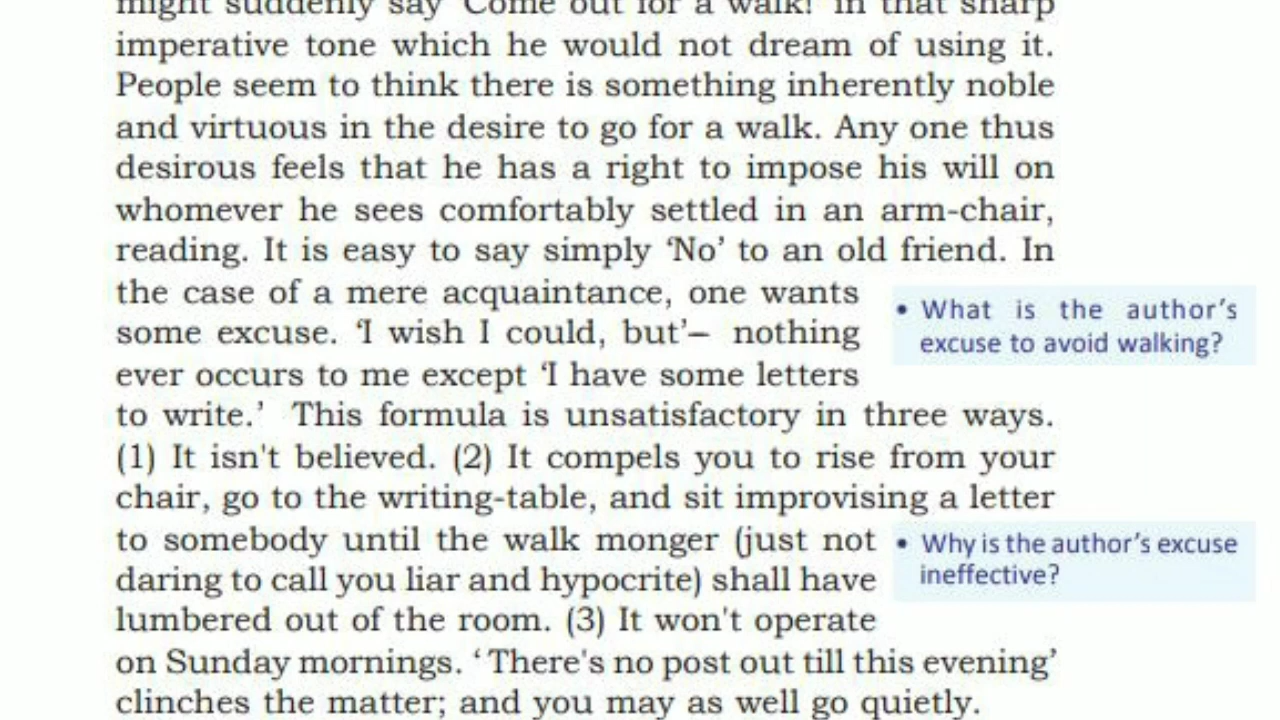 might suddenly say 'Come out for a walk!' in that sharp
imperative tone which he would not dream of using it.
People seem to think there is something inherently noble
and virtuous in the desire to go for a walk. Any one thus
desirous feels that he has a right to impose his will on
whomever he sees comfortably settled in an arm-chair,
reading. It is easy to say simply ‘No’ to an old friend. In
the case of a mere acquaintance, one wants
some excuse. ‘I wish I could, but’– nothing
ever occurs to me except ‘I have some letters
to write.’ This formula is unsatisfactory in three ways.
(1) It isn't believed. (2) It compels you to rise from your
chair, go to the writing-table, and sit improvising a letter
to somebody until the walk monger (just not
daring to call you liar and hypocrite) shall have
lumbered out of the room. (3) It won't operate
on Sunday mornings. ‘ There's no post out till this evening’
clinches the matter; and you may as well go quietly.
• What is the author’s
excuse to avoid walking?
• Why is the author’s excuse
ineffective?